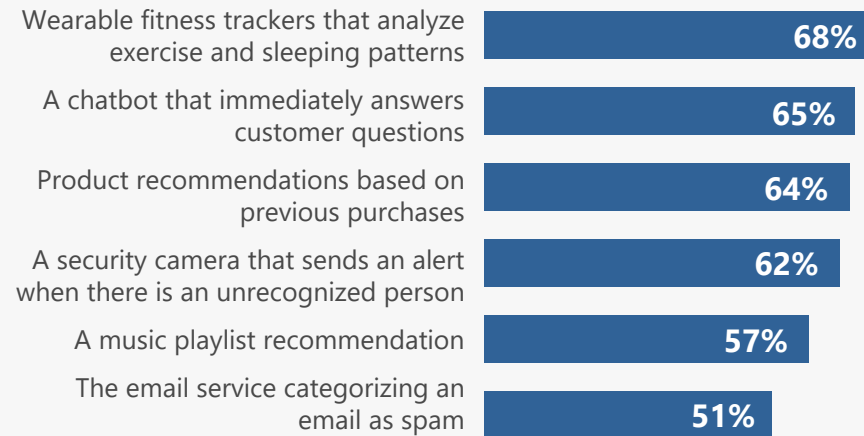 Wearable fitness trackers that analyze
exercise and sleeping patterns
68%
A chatbot that immediately answers
customer questions
65%
Product recommendations based on
previous purchases
64%
A security camera that sends an alert
when there is an unrecognized person
62%
A music playlist recommendation
57%
The email service categorizing an
email as spam
51%